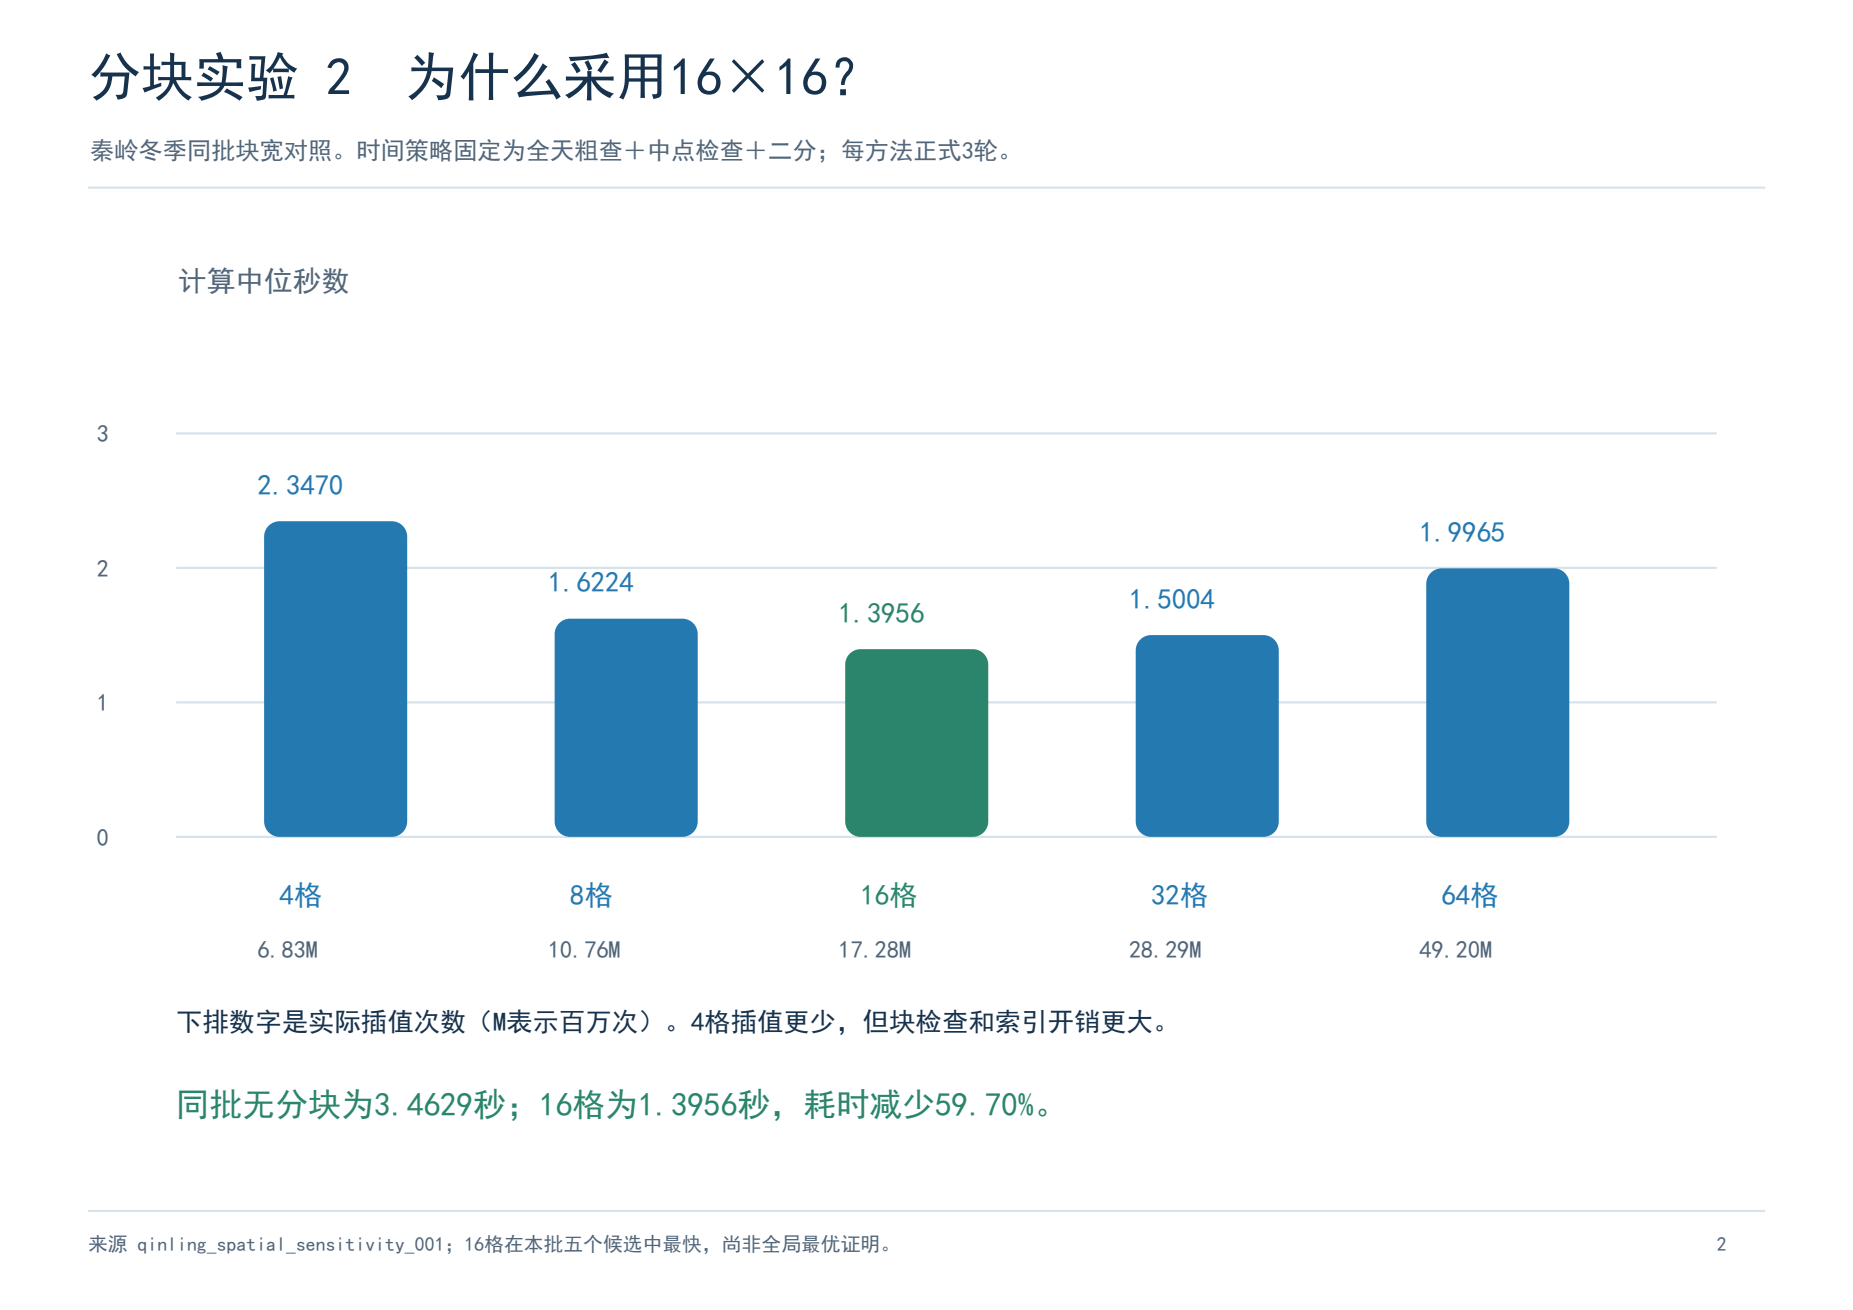 分块实验 2　为什么采用16×16？
秦岭冬季同批块宽对照。时间策略固定为全天粗查＋中点检查＋二分；每方法正式3轮。
计算中位秒数
3
2.3470
1.9965
2
1.6224
1.3956
1.5004
1
0
4格 8格 16格 32格 64格
6.83M 10.76M 17.28M 28.29M 49.20M
下排数字是实际插值次数（M表示百万次）。4格插值更少，但块检查和索引开销更大。
同批无分块为3.4629秒；16格为1.3956秒，耗时减少59.70%。
来源 qinling_spatial_sensitivity_001；16格在本批五个候选中最快，尚非全局最优证明。
2